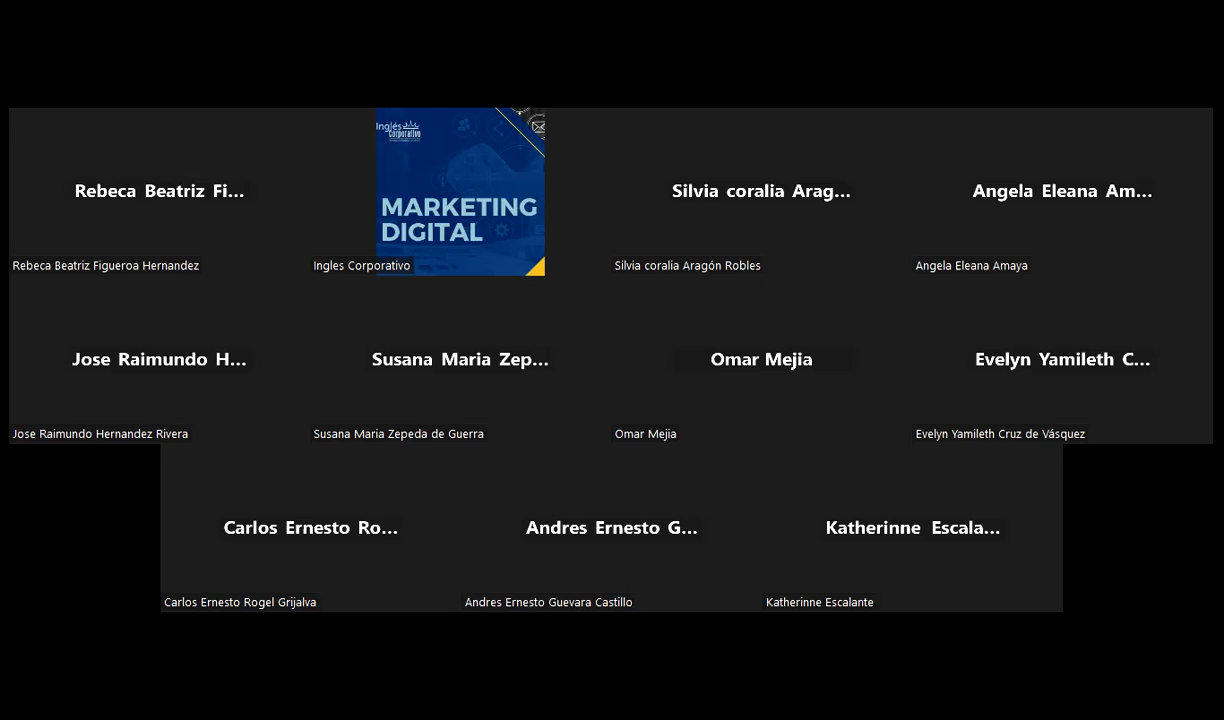 Rebeca Beatriz Fi...
Rebeca Beatriz Figueroa Hernandez
Inglés
Corporativo
MARKETING
DIGITAL
Ingles Corporativo
Silvia coralia Arag...
Silvia coralia Aragón Robles
Angela Eleana Am...
Angela Eleana Amaya
Jose Raimundo H...
Jose Raimundo Hernandez Rivera
Susana Maria Zep...
Susana Maria Zepeda de Guerra
Omar Mejia
Omar Mejia
Evelyn Yamileth C...
Evelyn Yamileth Cruz de Vásquez
Carlos Ernesto Ro...
Carlos Ernesto Rogel Grijalva
Andres Ernesto G...
Andres Ernesto Guevara Castillo
Katherinne Escala...
Katherinne Escalante